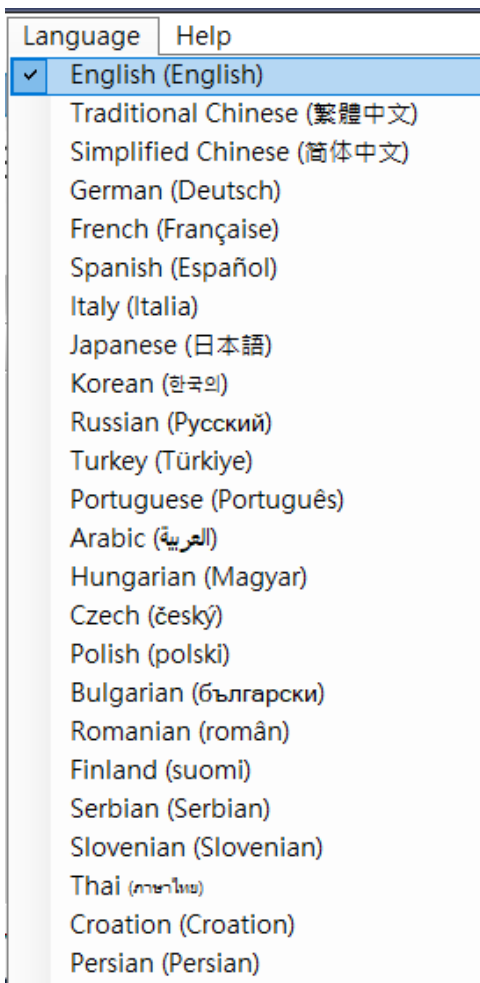 Language Help
English (English)
Traditional Chinese (繁體中文)
Simplified Chinese (简体中文)
German (Deutsch)
French (Française)
Spanish (Español)
Italy (Italia)
Japanese (日本語)
Korean (한국의)
Russian (Русский)
Turkey (Türkiye)
Portuguese (Português)
Arabic (العربية)
Hungarian (Magyar)
Czech (český)
Polish (polski)
Bulgarian (български)
Romanian (român)
Finland (suomi)
Serbian (Serbian)
Slovenian (Slovenian)
Thai (ภาษาไทย)
Croation (Croation)
Persian (Persian)